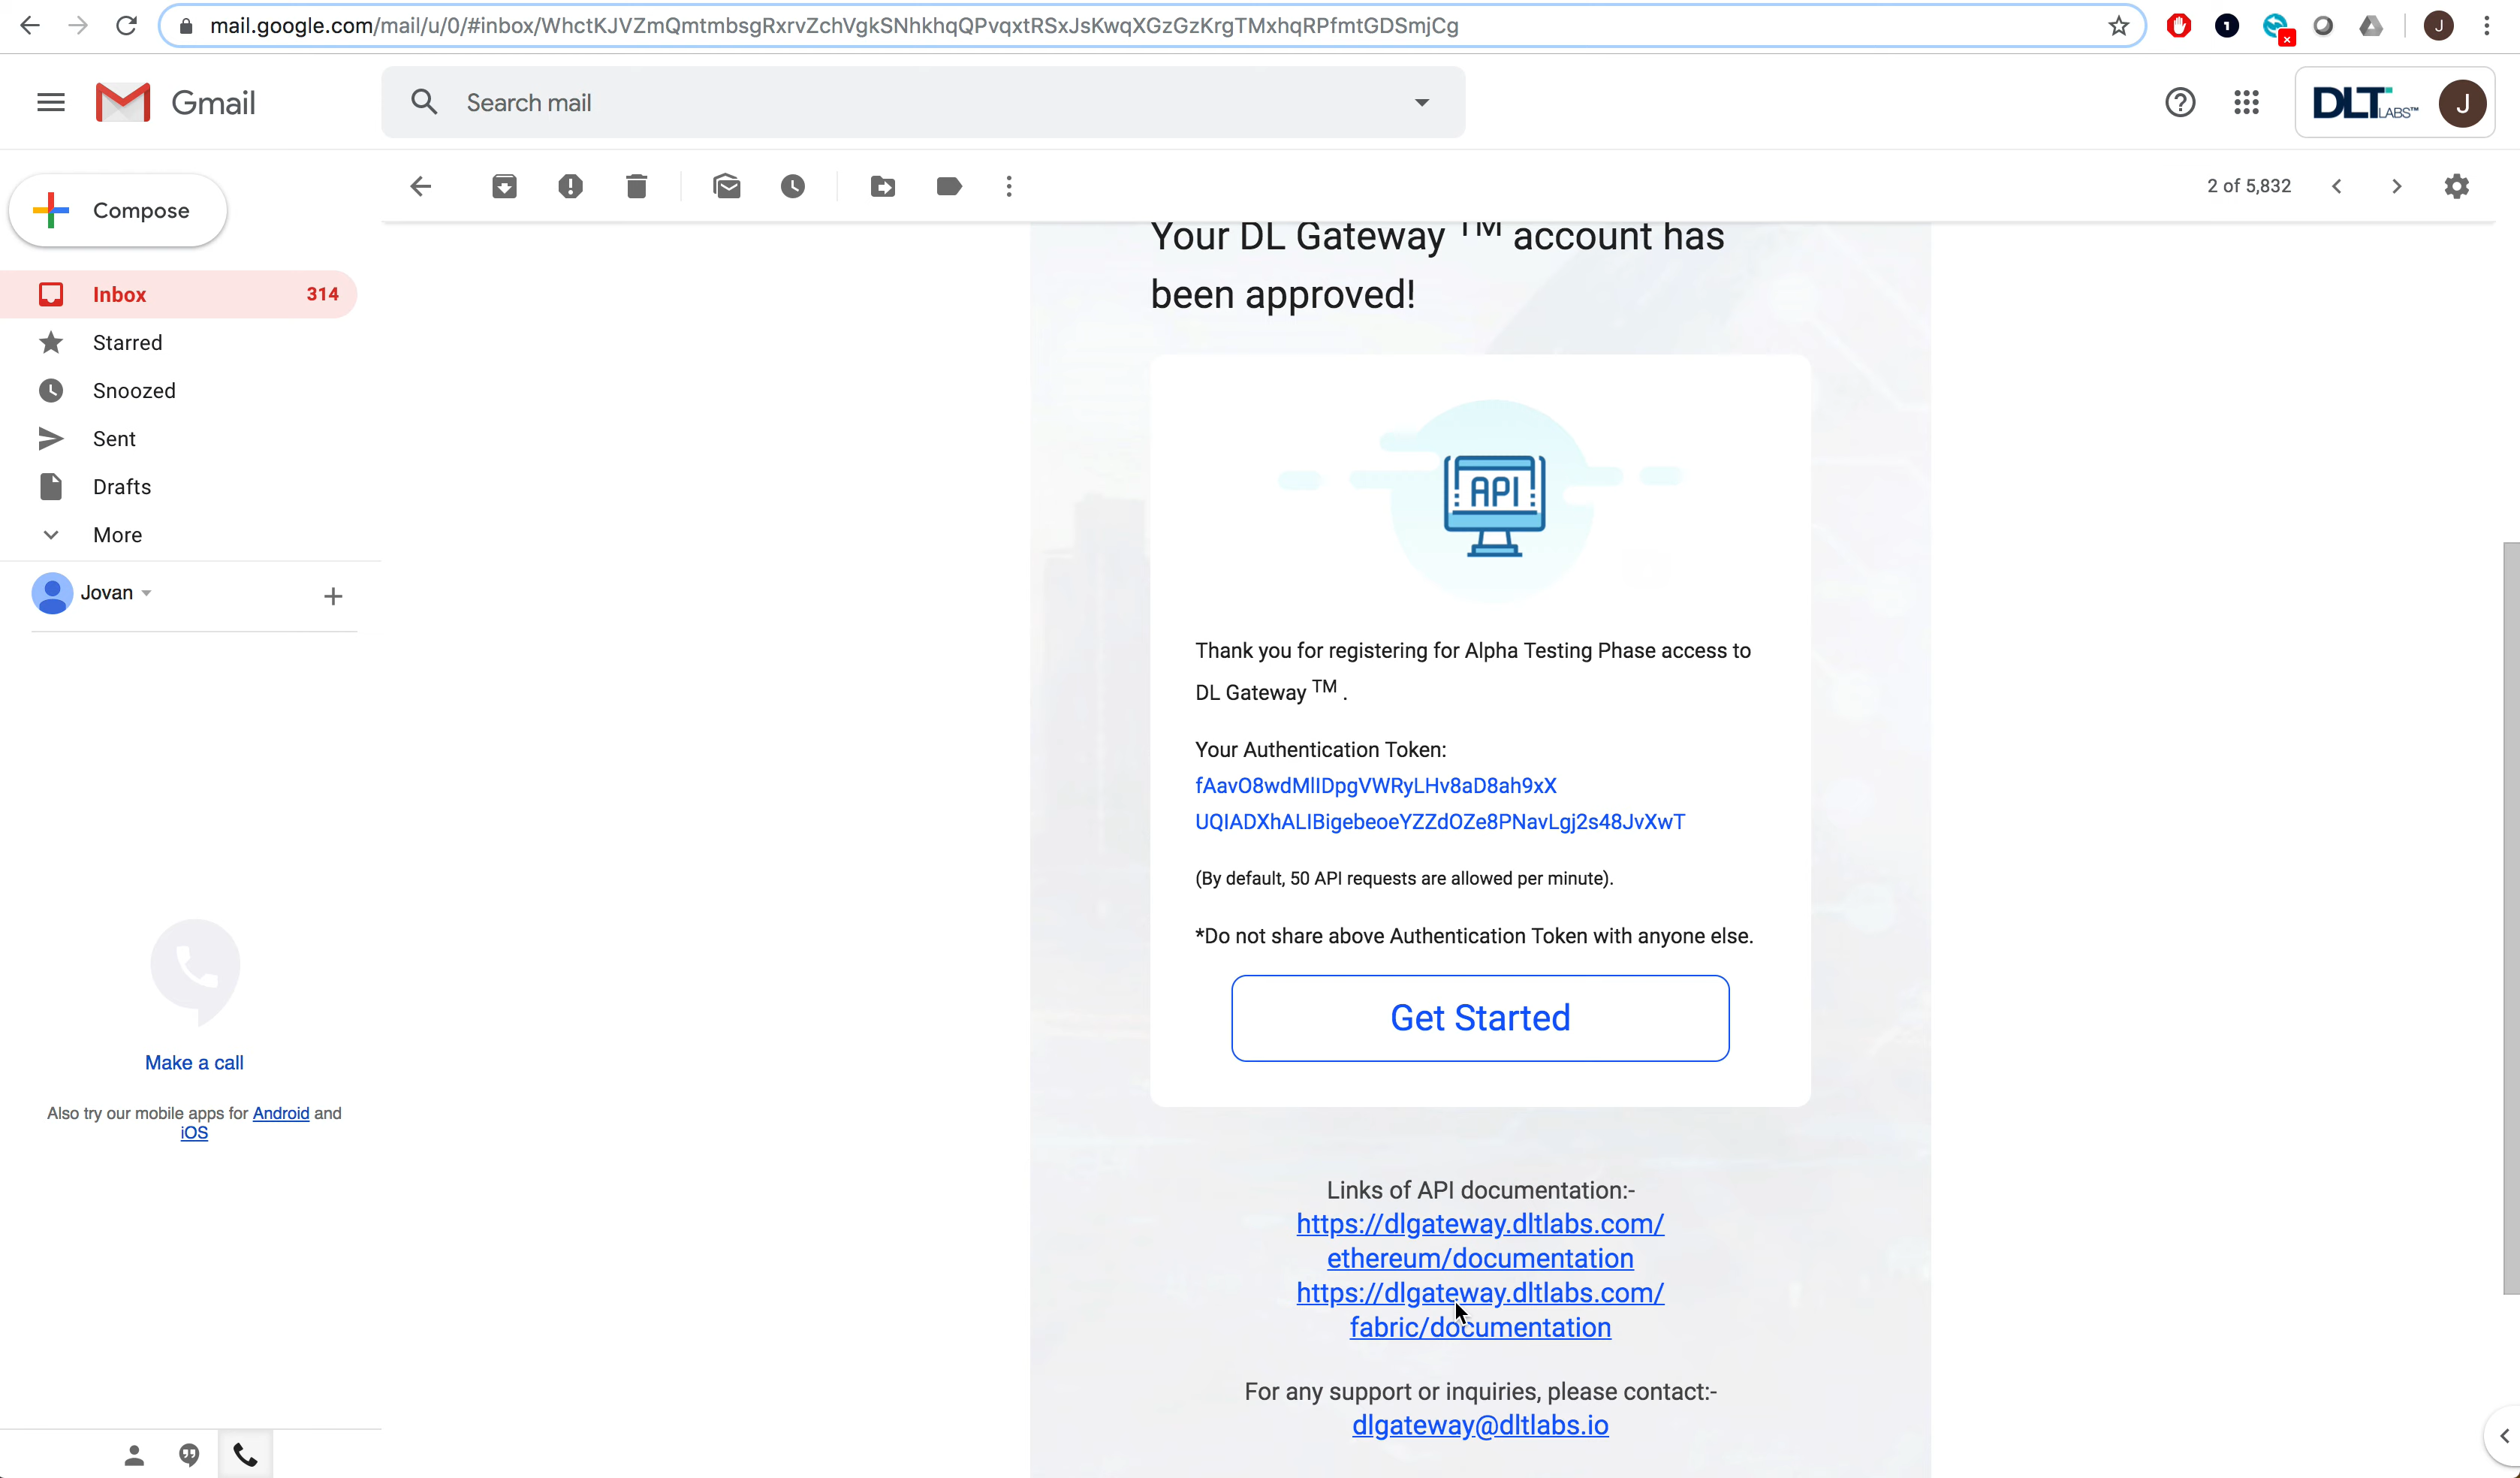 mail.google.com/mail/u/0/#inbox/WhctKJVZmQmtmbsgRxrvZchVgkSNhkhqQPvqxtRSxJsKwqXGzGzKrgTMxhqRPfmtGDSmjCg
J
Gmail
Search mail
DLT LABS™
J
Compose
2 of 5,832
Inbox 314
Starred
Snoozed
Sent
Drafts
More
Jovan
Make a call
Also try our mobile apps for Android and
iOS
Your DL Gateway TM account has
been approved!
API
Thank you for registering for Alpha Testing Phase access to
DL Gateway TM .
Your Authentication Token:
fAavO8wdMlIDpgVWRyLHv8aD8ah9xX
UQIADXhALIBigebeoeYZZdOZe8PNavLgj2s48JvXwT
(By default, 50 API requests are allowed per minute).
*Do not share above Authentication Token with anyone else.
Get Started
Links of API documentation:-
https://dlgateway.dltlabs.com/
ethereum/documentation
https://dlgateway.dltlabs.com/
fabric/documentation
For any support or inquiries, please contact:-
dlgateway@dltlabs.io